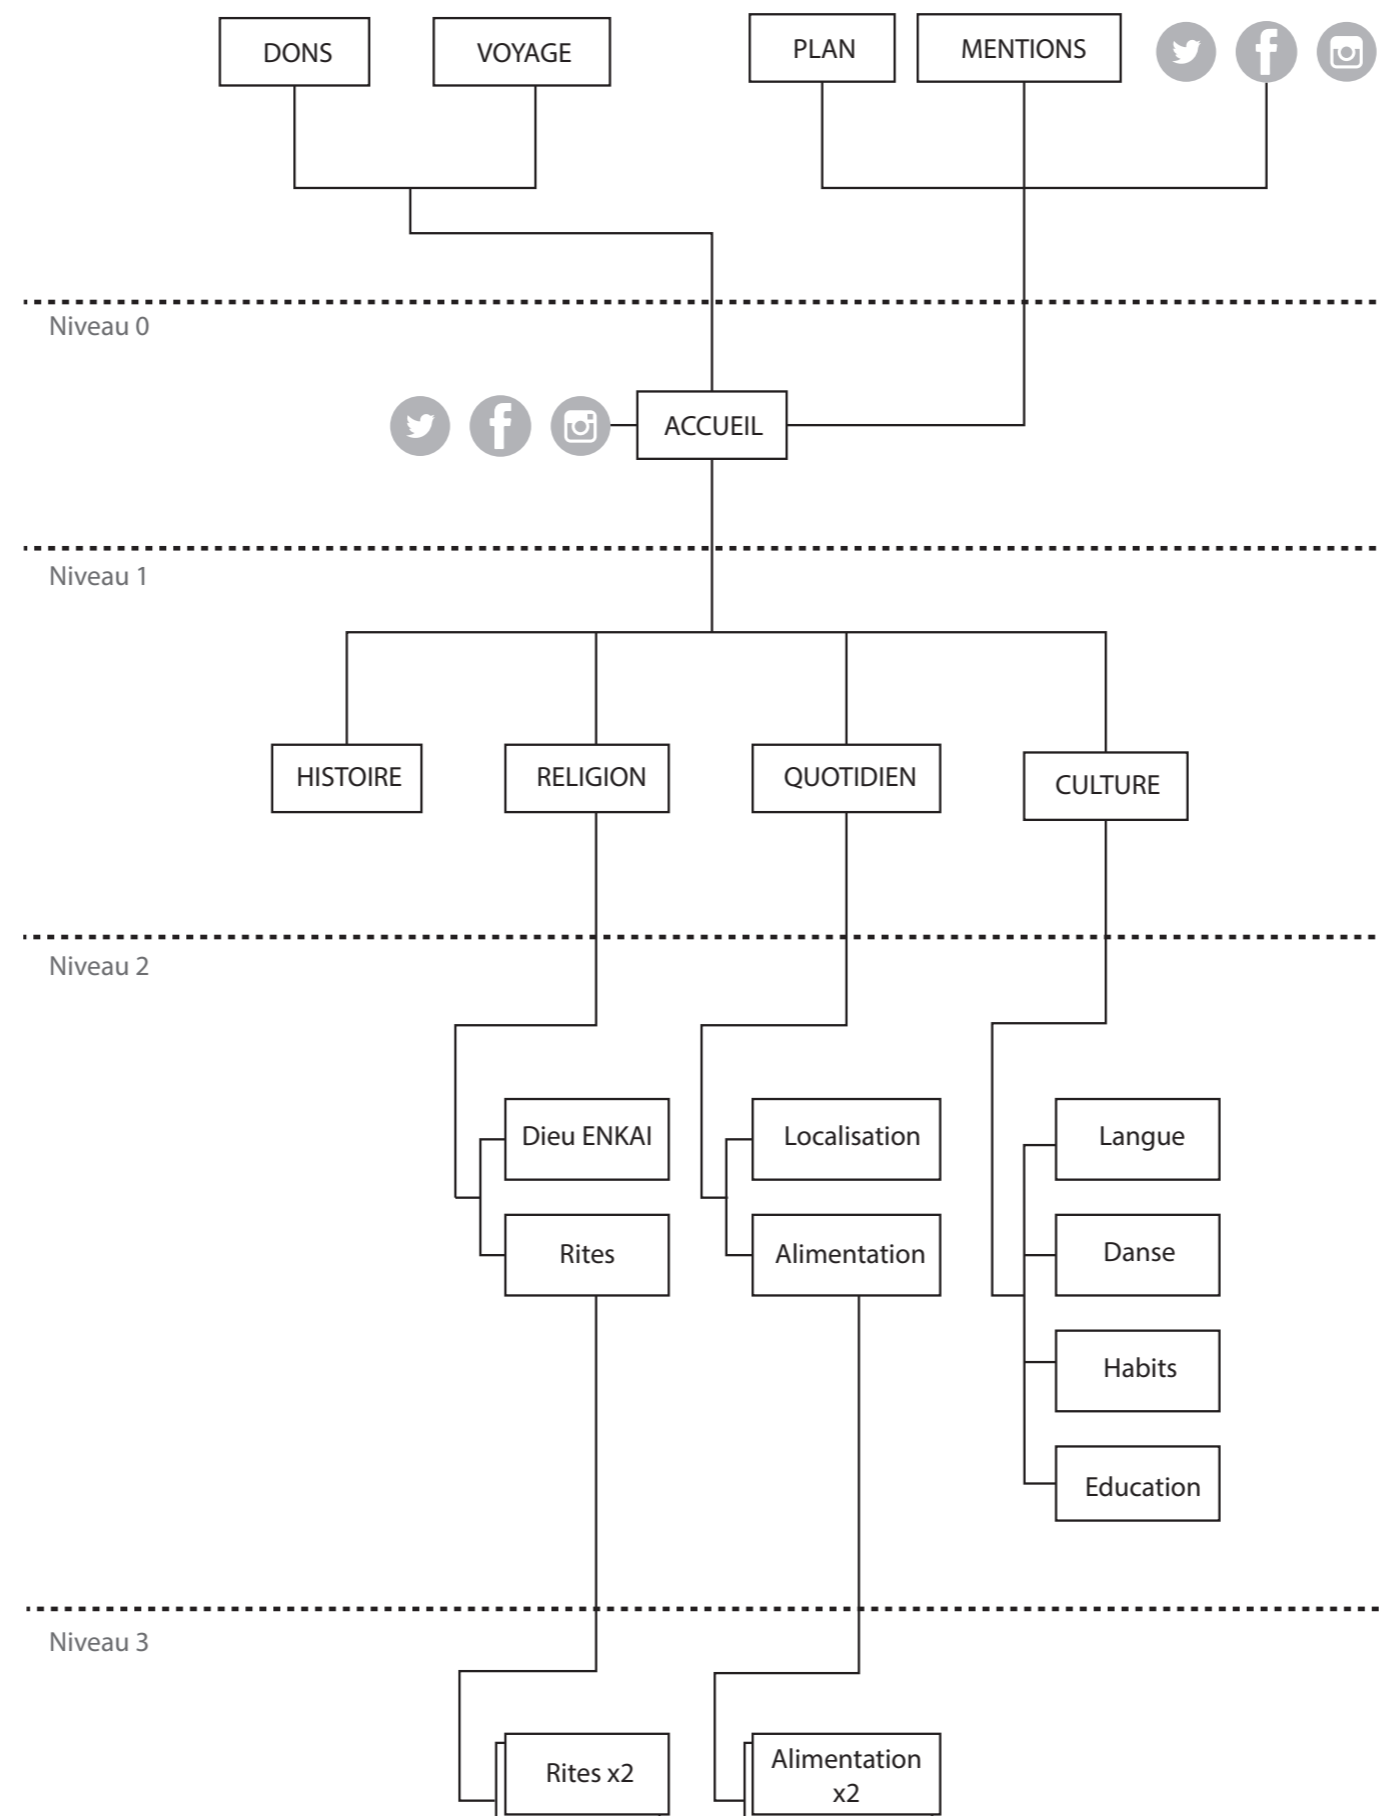 DONS
VOYAGE
PLAN
MENTIONS
Niveau 0
ACCUEIL
Niveau 1
HISTOIRE
RELIGION
QUOTIDIEN
CULTURE
Niveau 2
Dieu ENKAI
Localisation
Langue
Rites
Alimentation
Danse
Habits
Education
Niveau 3
Rites x2
Alimentation
x2